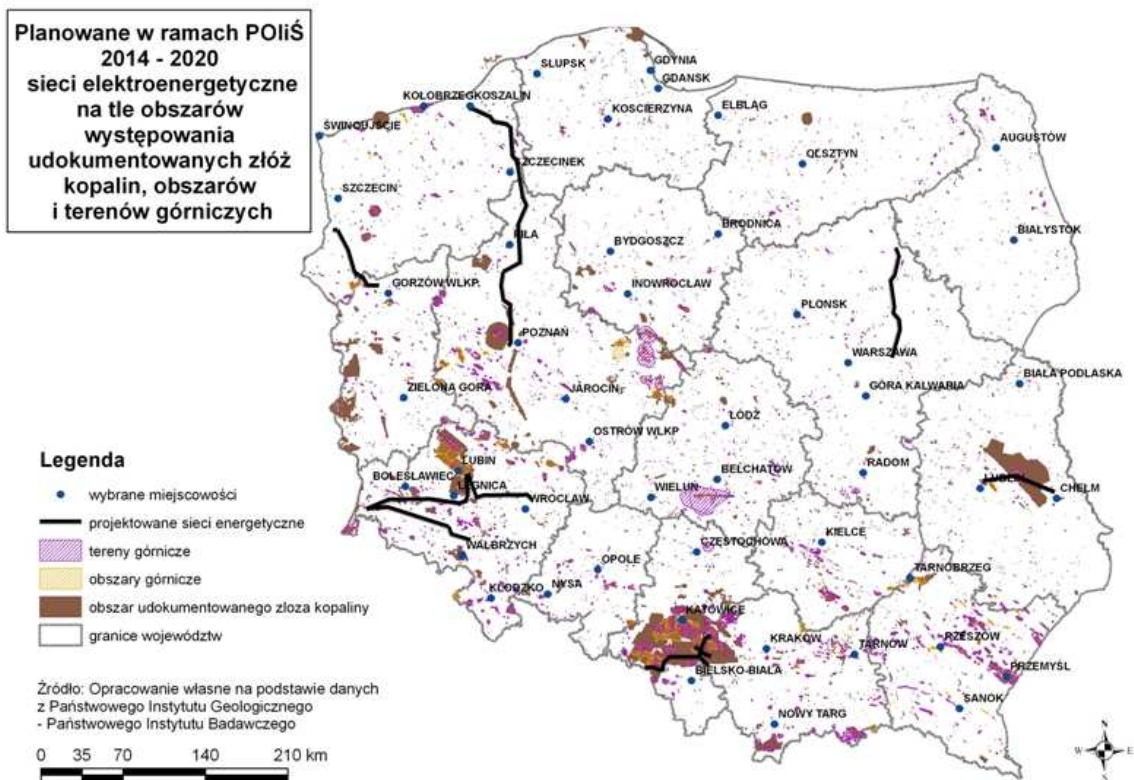 Planowane w ramach POIiŚ
2014 - 2020
sieci elektroenergetyczne
na tle obszarów
występowania
udokumentowanych złóż
kopalin, obszarów
i terenów górniczych
SŁUPSK
GDYNIA
GDAŃSK
KOŁOBRZEG
KOSZALIN
KOSCIERZYNA
ELBLĄG
ŚWINOUJŚCIE
AUGUSTÓW
OLSZTYN
SZCZECINEK
SZCZECIN
BRODNICA
BIAŁYSTOK
PIŁA
BYDGOSZCZ
GORZÓW WLKP.
INOWROCŁAW
PŁONSK
POZNAŃ
WARSZAWA
BIAŁA PODLASKA
ZIELONA GÓRA
JAROCIN
GÓRA KALWARIA
ŁÓDŹ
OSTRÓW WLKP
LUBIN
BEŁCHATÓW
RADOM
BOLESŁAWIEC
LEGNICA
WIELUN
LUBLIN
CHEŁM
WROCŁAW
WAŁBRZYCH
CZĘSTOCHOWA
KIELCE
OPOLE
TARNOBRZEG
KŁODZKO
NYSA
KATOWICE
KRAKÓW
TARNÓW
RZESZÓW
BIELSKO-BIAŁA
PRZEMYŚL
SANOK
NOWY TARG
Legenda
wybrane miejscowości
projektowane sieci energetyczne
tereny górnicze
obszary górnicze
obszar udokumentowanego zloza kopaliny
granice województw
Źródło: Opracowanie własne na podstawie danych
z Państwowego Instytutu Geologicznego
- Państwowego Instytutu Badawczego
0 35 70 140 210 km
N
W E
S